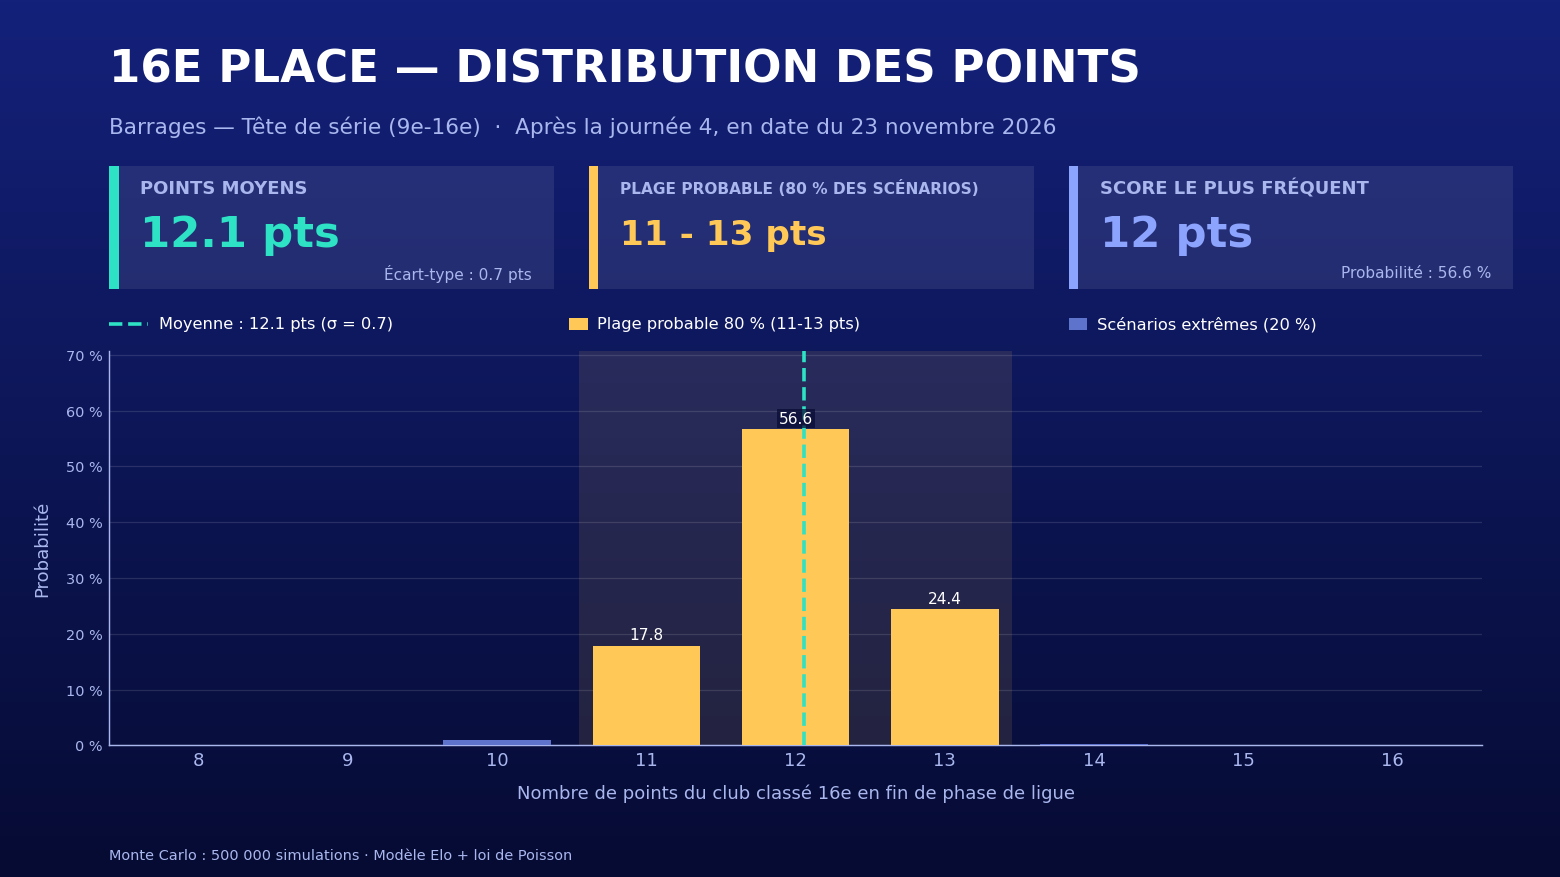 16E PLACE — DISTRIBUTION DES POINTS
Barrages — Tête de série (9e-16e)  ·  Après la journée 4, en date du 23 novembre 2026
POINTS MOYENS
12.1 pts
Écart-type : 0.7 pts
PLAGE PROBABLE (80 % DES SCÉNARIOS)
11 - 13 pts
SCORE LE PLUS FRÉQUENT
12 pts
Probabilité : 56.6 %
Moyenne : 12.1 pts (σ = 0.7)
Plage probable 80 % (11-13 pts)
Scénarios extrêmes (20 %)
Probabilité
70 %
60 %
50 %
40 %
30 %
20 %
10 %
0 %
17.8
56.6
24.4
8
9
10
11
12
13
14
15
16
Nombre de points du club classé 16e en fin de phase de ligue
Monte Carlo : 500 000 simulations · Modèle Elo + loi de Poisson